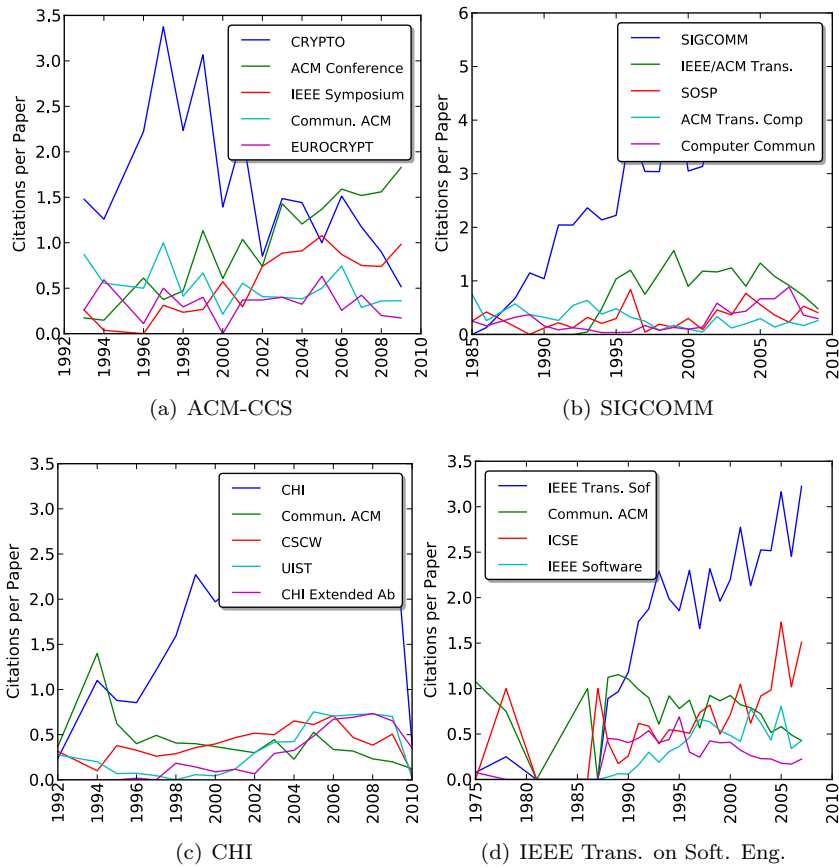 3.5
3.0
2.5
2.0
1.5
1.0
0.5
0.0
Citations per Paper
1992
1994
1996
1998
2000
2002
2004
2006
2008
2010
CRYPTO
ACM Conference
IEEE Symposium
Commun. ACM
EUROCRYPT
(a) ACM-CCS
6
5
4
3
2
1
0
Citations per Paper
1985
1990
1995
2000
2005
2010
SIGCOMM
IEEE/ACM Trans.
SOSP
ACM Trans. Comp
Computer Commun
(b) SIGCOMM
3.5
3.0
2.5
2.0
1.5
1.0
0.5
0.0
Citations per Paper
1992
1994
1996
1998
2000
2002
2004
2006
2008
2010
CHI
Commun. ACM
CSCW
UIST
CHI Extended Ab
(c) CHI
3.5
3.0
2.5
2.0
1.5
1.0
0.5
0.0
Citations per Paper
1975
1980
1985
1990
1995
2000
2005
2010
IEEE Trans. Sof
Commun. ACM
ICSE
IEEE Software
(d) IEEE Trans. on Soft. Eng.